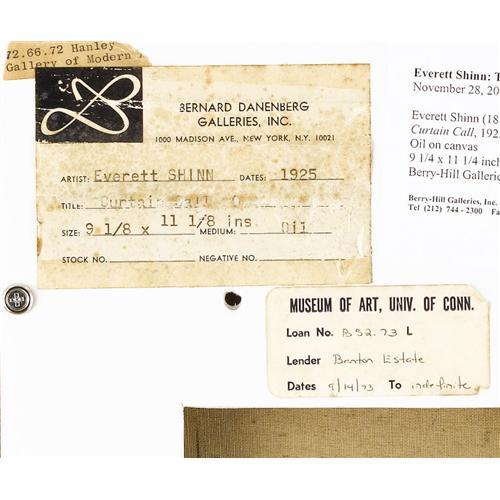 72.66.72 Hanley
Gallery of Modern
BERNARD DANENBERG
GALLERIES, INC.
1000 MADISON AVE., NEW YORK, N.Y. 10021
ARTIST: Everett SHINN DATES: 1925
TITLE: Curtain Call
SIZE: 9 1/8 x 11 1/8 ins. MEDIUM: Oil
STOCK NO. NEGATIVE NO.
Everett Shinn: T
November 28, 20
Everett Shinn (18
Curtain Call, 192
Oil on canvas
9 1/4 x 11 1/4 incl
Berry-Hill Galleries
Berry-Hill Galleries, Inc.
Tel (212) 744 - 2300 Fa
MUSEUM OF ART, UNIV. OF CONN.
Loan No. B52.73 L
Lender Benton Estate
Dates 9/14/73 To indefinite